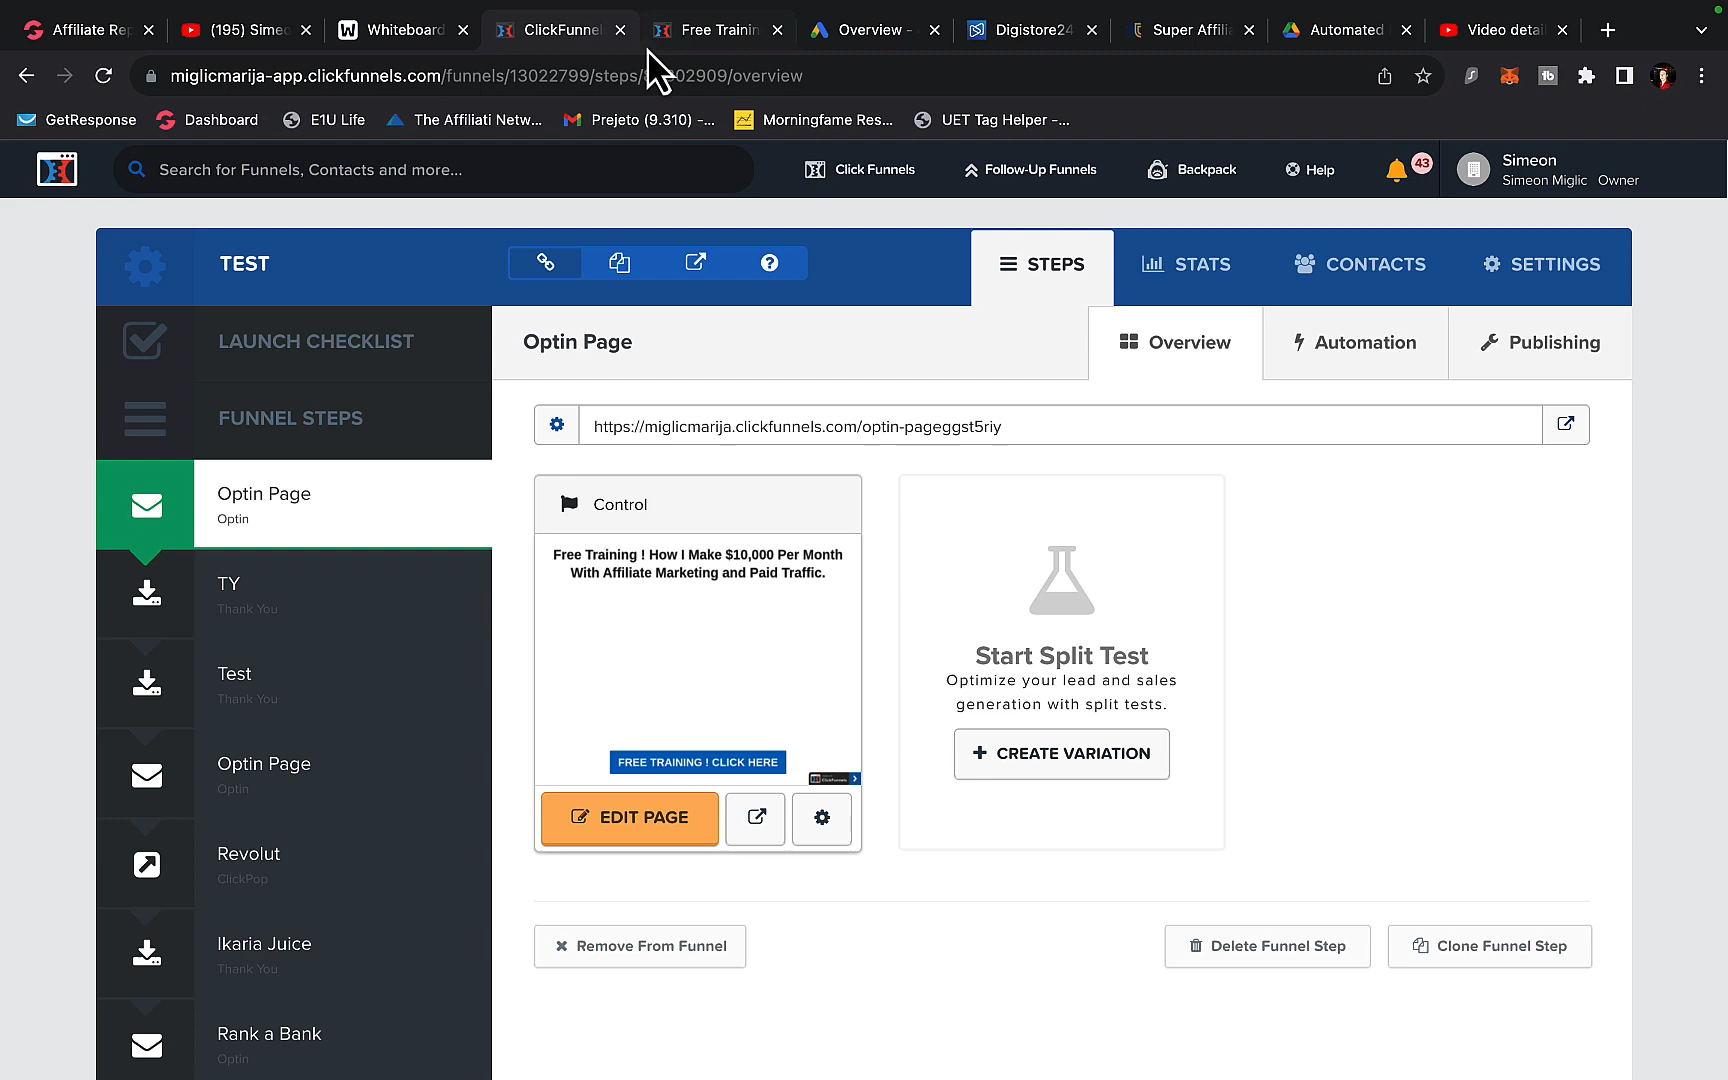 Affiliate Rep
(195) Simeo
Whiteboard
ClickFunnel
Free Trainin
Overview -
Digistore24
Super Affilia
Automated
Video detail
miglicmarija-app.clickfunnels.com/funnels/13022799/steps/ 02909/overview
GetResponse
Dashboard
E1U Life
The Affiliati Netw...
Prejeto (9.310) -...
Morningfame Res...
UET Tag Helper -...
Search for Funnels, Contacts and more...
Click Funnels
Follow-Up Funnels
Backpack
Help
43
Simeon
Simeon Miglic Owner
TEST
STEPS
STATS
CONTACTS
SETTINGS
LAUNCH CHECKLIST
FUNNEL STEPS
Optin Page
Overview
Automation
Publishing
https://miglicmarija.clickfunnels.com/optin-pageggst5riy
Optin Page
Optin
TY
Thank You
Test
Thank You
Optin Page
Optin
Revolut
ClickPop
Ikaria Juice
Thank You
Rank a Bank
Optin
Control
Free Training ! How I Make $10,000 Per Month
With Affiliate Marketing and Paid Traffic.
FREE TRAINING ! CLICK HERE
ClickFunnels
EDIT PAGE
Start Split Test
Optimize your lead and sales
generation with split tests.
+ CREATE VARIATION
Remove From Funnel
Delete Funnel Step
Clone Funnel Step